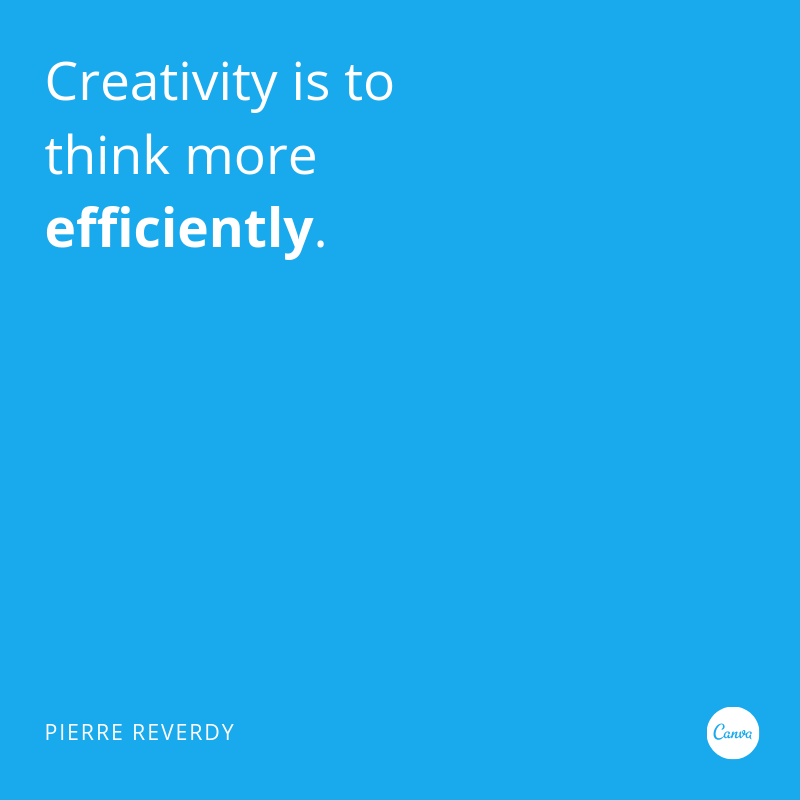 Creativity is to
think more
efficiently.
PIERRE REVERDY
Canva